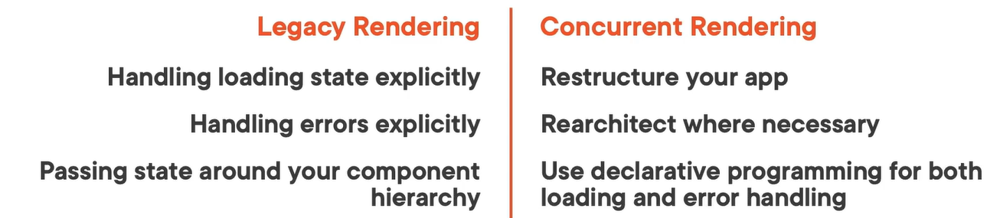 Legacy Rendering
Handling loading state explicitly
Handling errors explicitly
Passing state around your component
hierarchy
Concurrent Rendering
Restructure your app
Rearchitect where necessary
Use declarative programming for both
loading and error handling